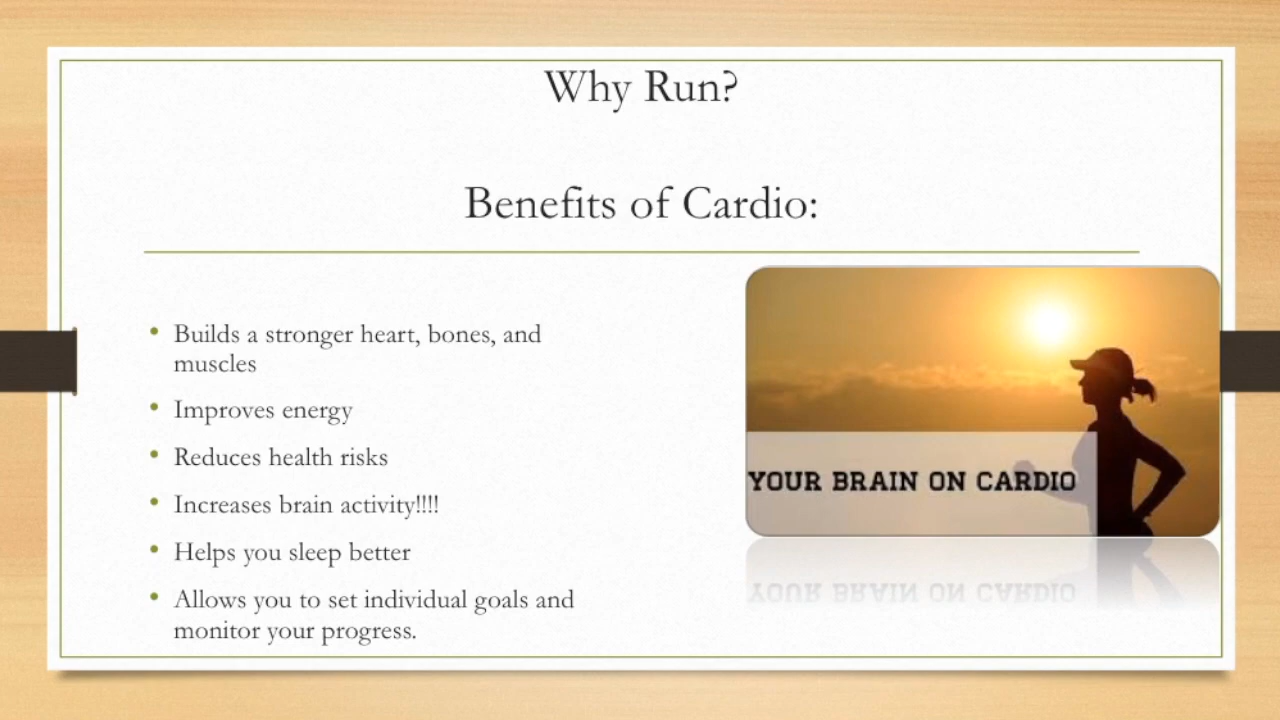 Why Run?
Benefits of Cardio:
• Builds a stronger heart, bones, and
muscles
• Improves energy
• Reduces health risks
• Increases brain activity!!!!
• Helps you sleep better
• Allows you to set individual goals and
monitor your progress.
YOUR BRAIN ON CARDIO